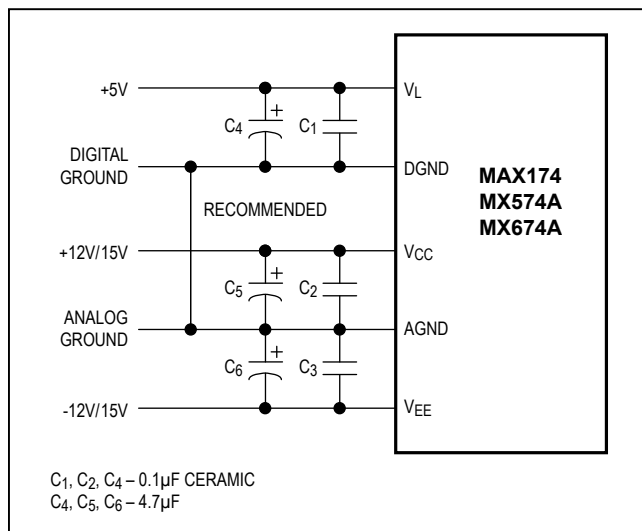 +5V
C4
+
C1
VL
DIGITAL
GROUND
DGND
MAX174
MX574A
MX674A
RECOMMENDED
+12V/15V
VCC
C5
+
C2
ANALOG
GROUND
AGND
C6
+
C3
-12V/15V
VEE
C1, C2, C4 – 0.1µF CERAMIC
C4, C5, C6 – 4.7µF